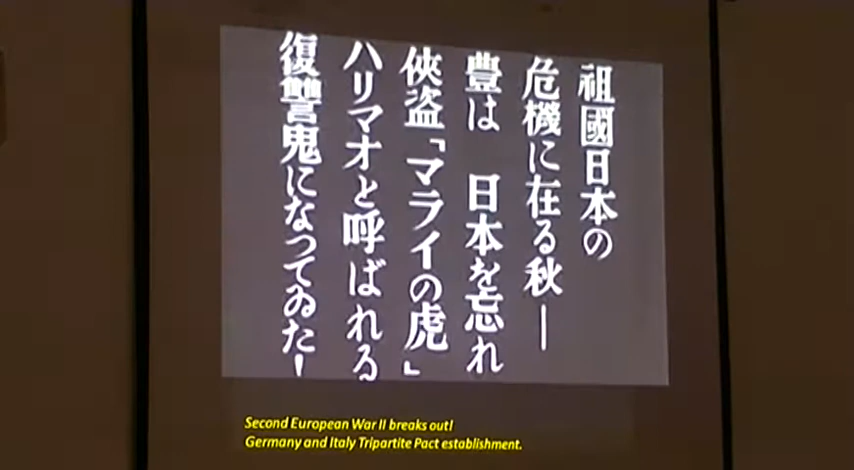 祖國日本の
危機に在る秋―
豊は 日本を忘れ
侠盗「マライの虎」
ハリマオと呼ばれる
復讐鬼になつてゐた!
Second European War II breaks out!
Germany and Italy Tripartite Pact establishment.